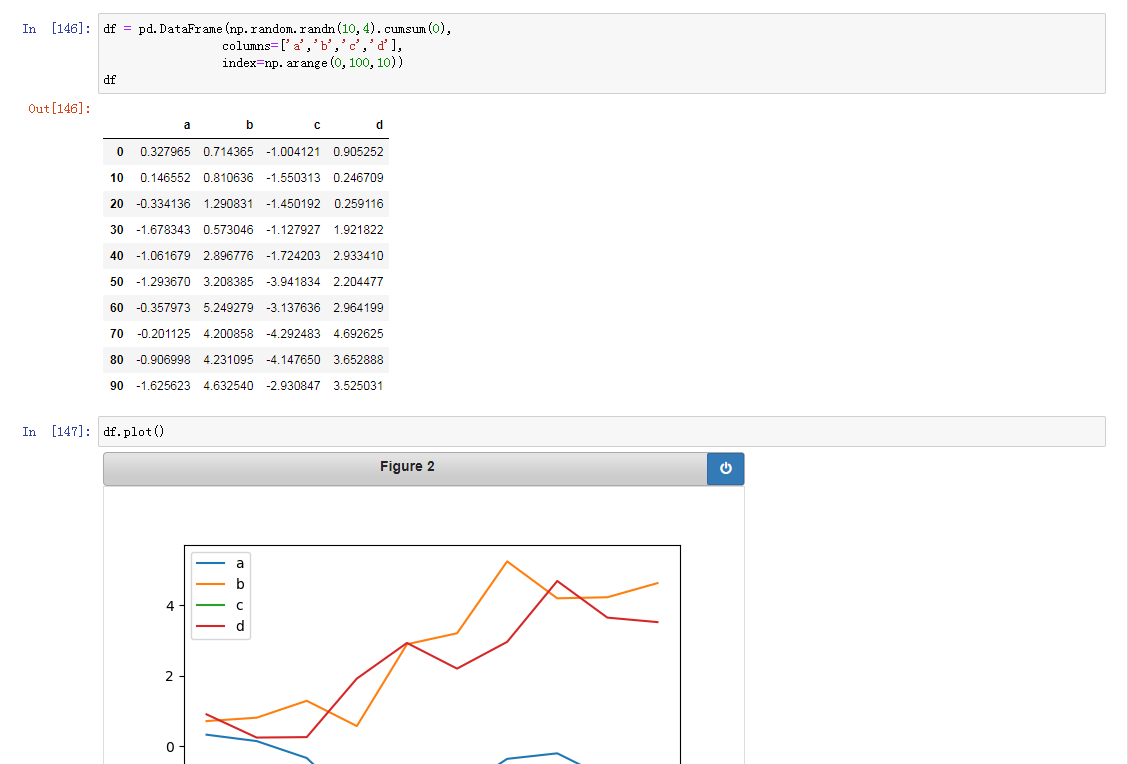 In [146]: df = pd.DataFrame(np.random.randn(10,4).cumsum(0),
columns=['a','b','c','d'],
index=np.arange(0,100,10))
df
Out[146]:
a b c d
0 0.327965 0.714365 -1.004121 0.905252
10 0.146552 0.810636 -1.550313 0.246709
20 -0.334136 1.290831 -1.450192 0.259116
30 -1.678343 0.573046 -1.127927 1.921822
40 -1.061679 2.896776 -1.724203 2.933410
50 -1.293670 3.208385 -3.941834 2.204477
60 -0.357973 5.249279 -3.137636 2.964199
70 -0.201125 4.200858 -4.292483 4.692625
80 -0.906998 4.231095 -4.147650 3.652888
90 -1.625623 4.632540 -2.930847 3.525031
In [147]: df.plot()
Figure 2
a
b
c
d
4
2
0